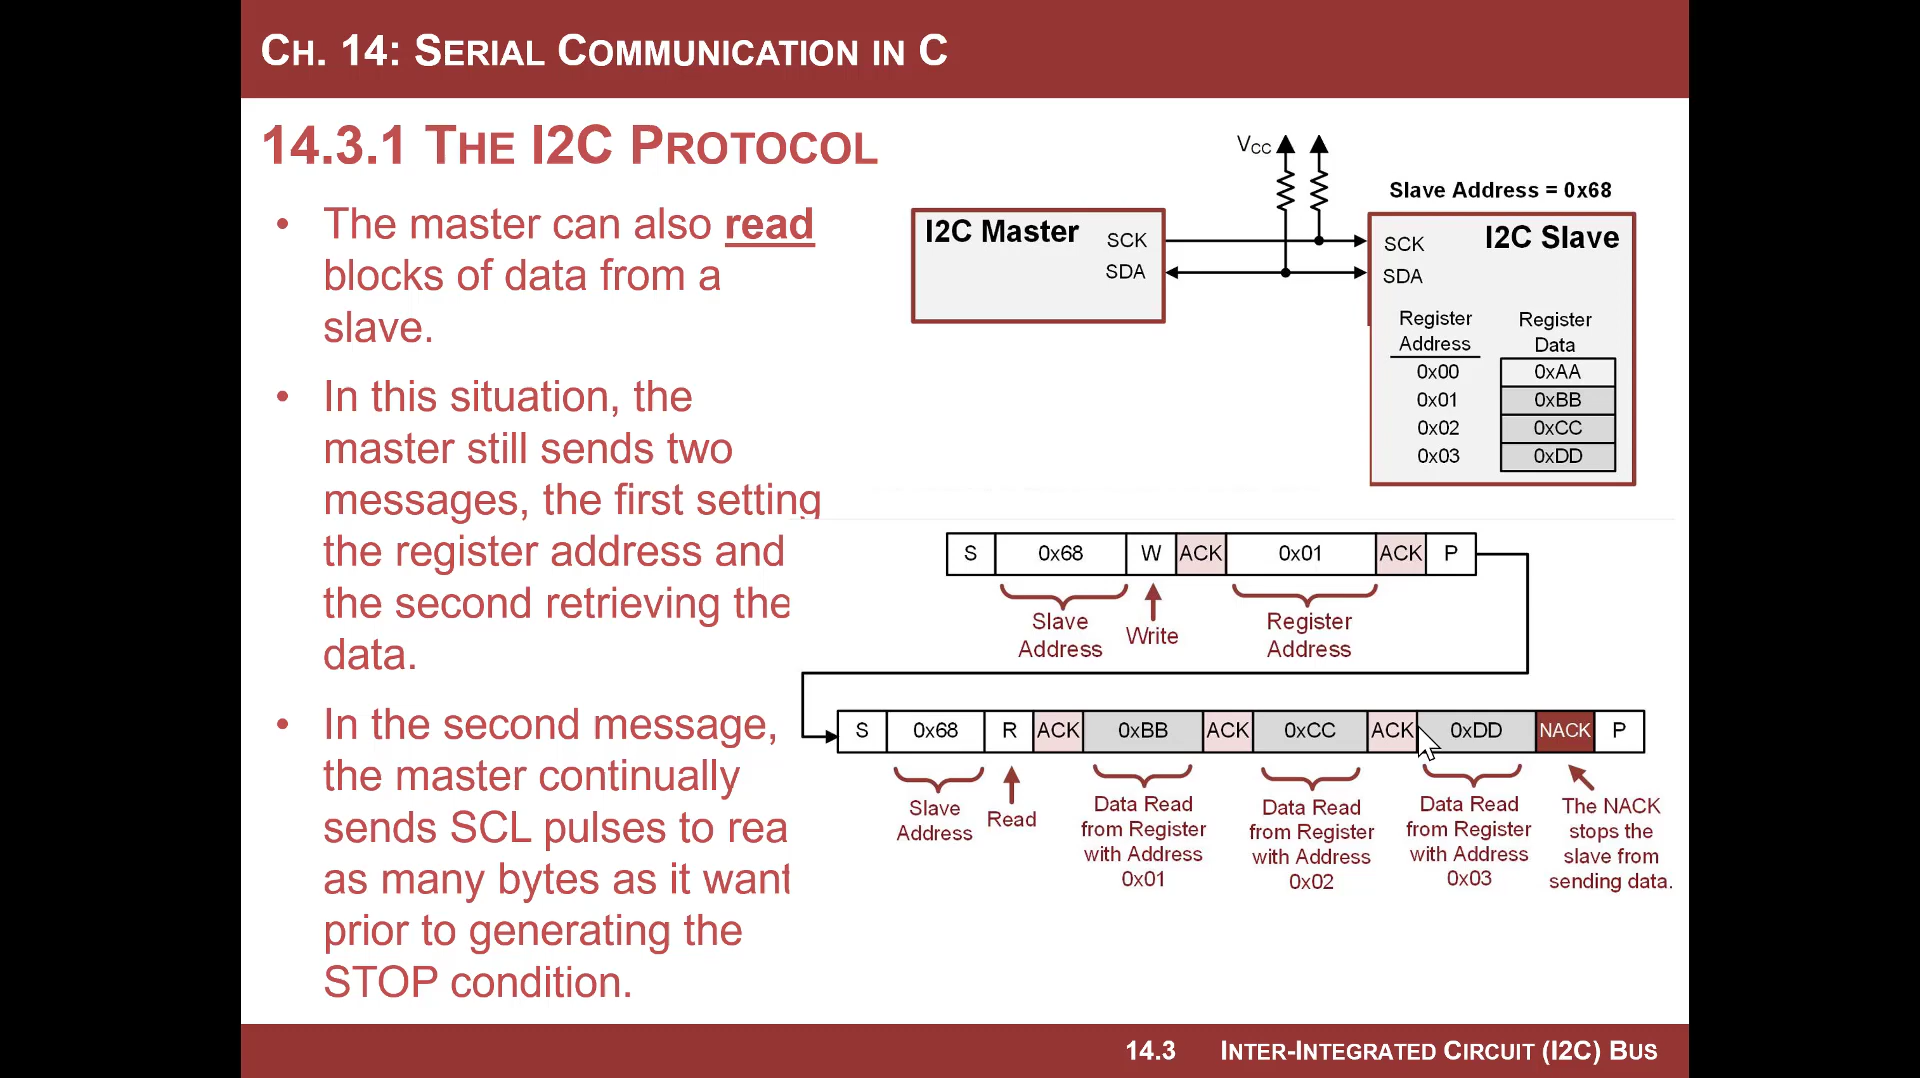 CH. 14: SERIAL COMMUNICATION IN C
14.3.1 THE I2C PROTOCOL
• The master can also read
blocks of data from a
slave.
• In this situation, the
master still sends two
messages, the first setting
the register address and
the second retrieving the
data.
• In the second message,
the master continually
sends SCL pulses to rea
as many bytes as it want
prior to generating the
STOP condition.
VCC
Slave Address = 0x68
I2C Master
SCK
SDA
I2C Slave
SCK
SDA
Register Address
Register Data
0x00 0xAA
0x01 0xBB
0x02 0xCC
0x03 0xDD
S 0x68 W ACK 0x01 ACK P
Slave
Address
Write
Register
Address
S 0x68 R ACK 0xBB ACK 0xCC ACK 0xDD NACK P
Slave
Address
Read
Data Read
from Register
with Address
0x01
Data Read
from Register
with Address
0x02
Data Read
from Register
with Address
0x03
The NACK
stops the
slave from
sending data.
14.3 INTER-INTEGRATED CIRCUIT (I2C) BUS